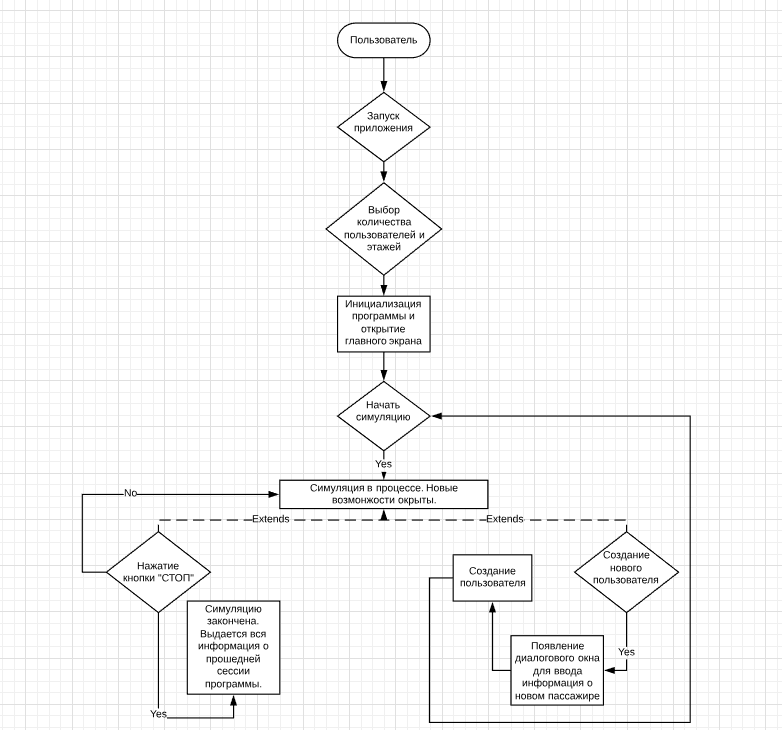 Пользователь
Запуск
приложения
Выбор
количества
пользователей и
этажей
Инициализация
программы и
открытие
главного экрана
Начать
симуляцию
Yes
Симуляция в процессе. Новые
возмонжости окрыты.
No
Extends
Extends
Нажатие
кнопки "СТОП"
Создание
нового
пользователя
Создание
пользователя
Симуляцию
закончена.
Выдается вся
информация о
прошедней
сессии
программы.
Появление
диалогового окна
для ввода
информация о
новом пассажире
Yes
Yes